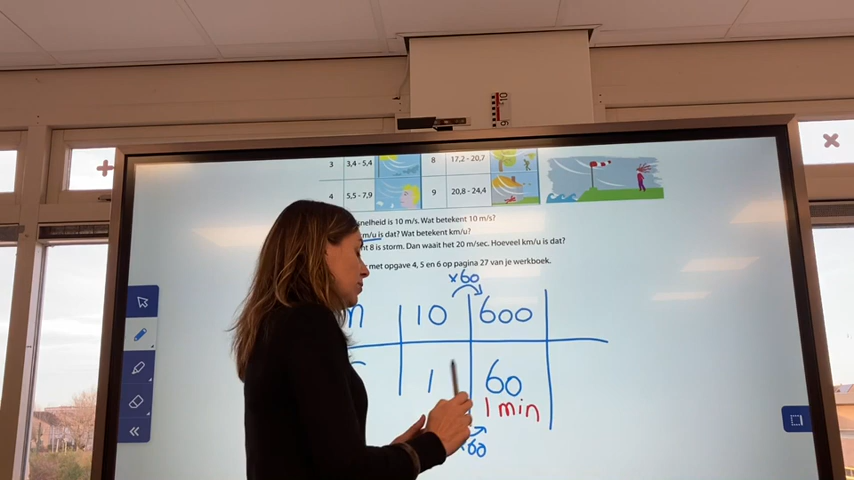 3 3,4 - 5,4 8 17,2 - 20,7
4 5,5 - 7,9 9 20,8 - 24,4
snelheid is 10 m/s. Wat betekent 10 m/s?
km/u is dat? Wat betekent km/u?
ht 8 is storm. Dan waait het 20 m/sec. Hoeveel km/u is dat?
met opgave 4, 5 en 6 op pagina 27 van je werkboek.
x60
m 10 600
1 60
1 min
60